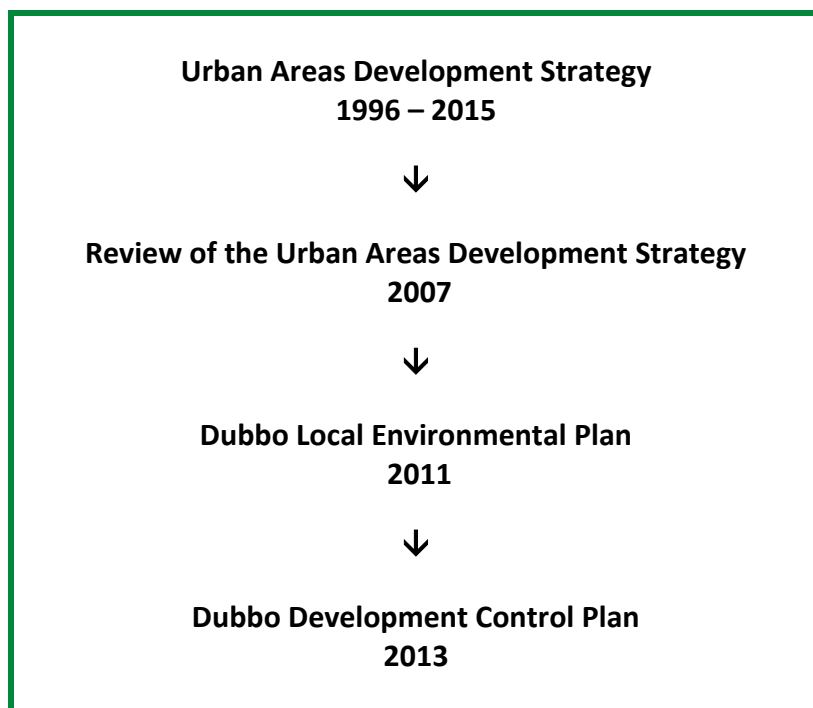 Urban Areas Development Strategy
1996 – 2015
↓
Review of the Urban Areas Development Strategy
2007
↓
Dubbo Local Environmental Plan
2011
↓
Dubbo Development Control Plan
2013